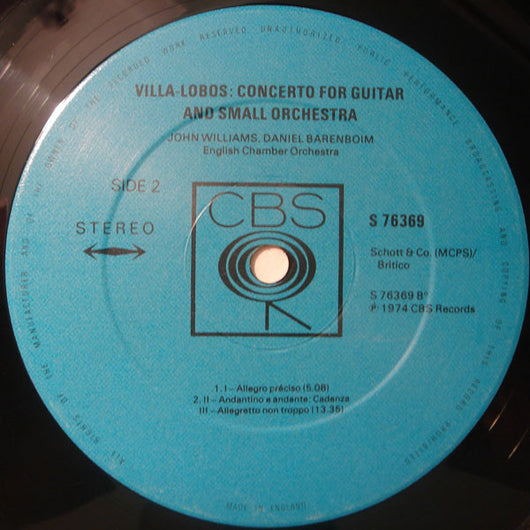 ALL RIGHTS OF THE MANUFACTURER AND OF THE OWNER OF THE RECORDED WORK RESERVED UNAUTHORIZED PUBLIC PERFORMANCE BROADCASTING AND COPYING OF THIS RECORD PROHIBITED
VILLA-LOBOS: CONCERTO FOR GUITAR
AND SMALL ORCHESTRA
JOHN WILLIAMS, DANIEL BARENBOIM
English Chamber Orchestra
SIDE 2
CBS
STEREO
S 76369
Schott & Co. (MCPS)/
Britico
S 76369 B°
℗ 1974 CBS Records
1. I – Allegro préciso (5.08)
2. II – Andantino e andante; Cadenza
III – Allegretto non troppo (13.35)
MADE IN ENGLAND